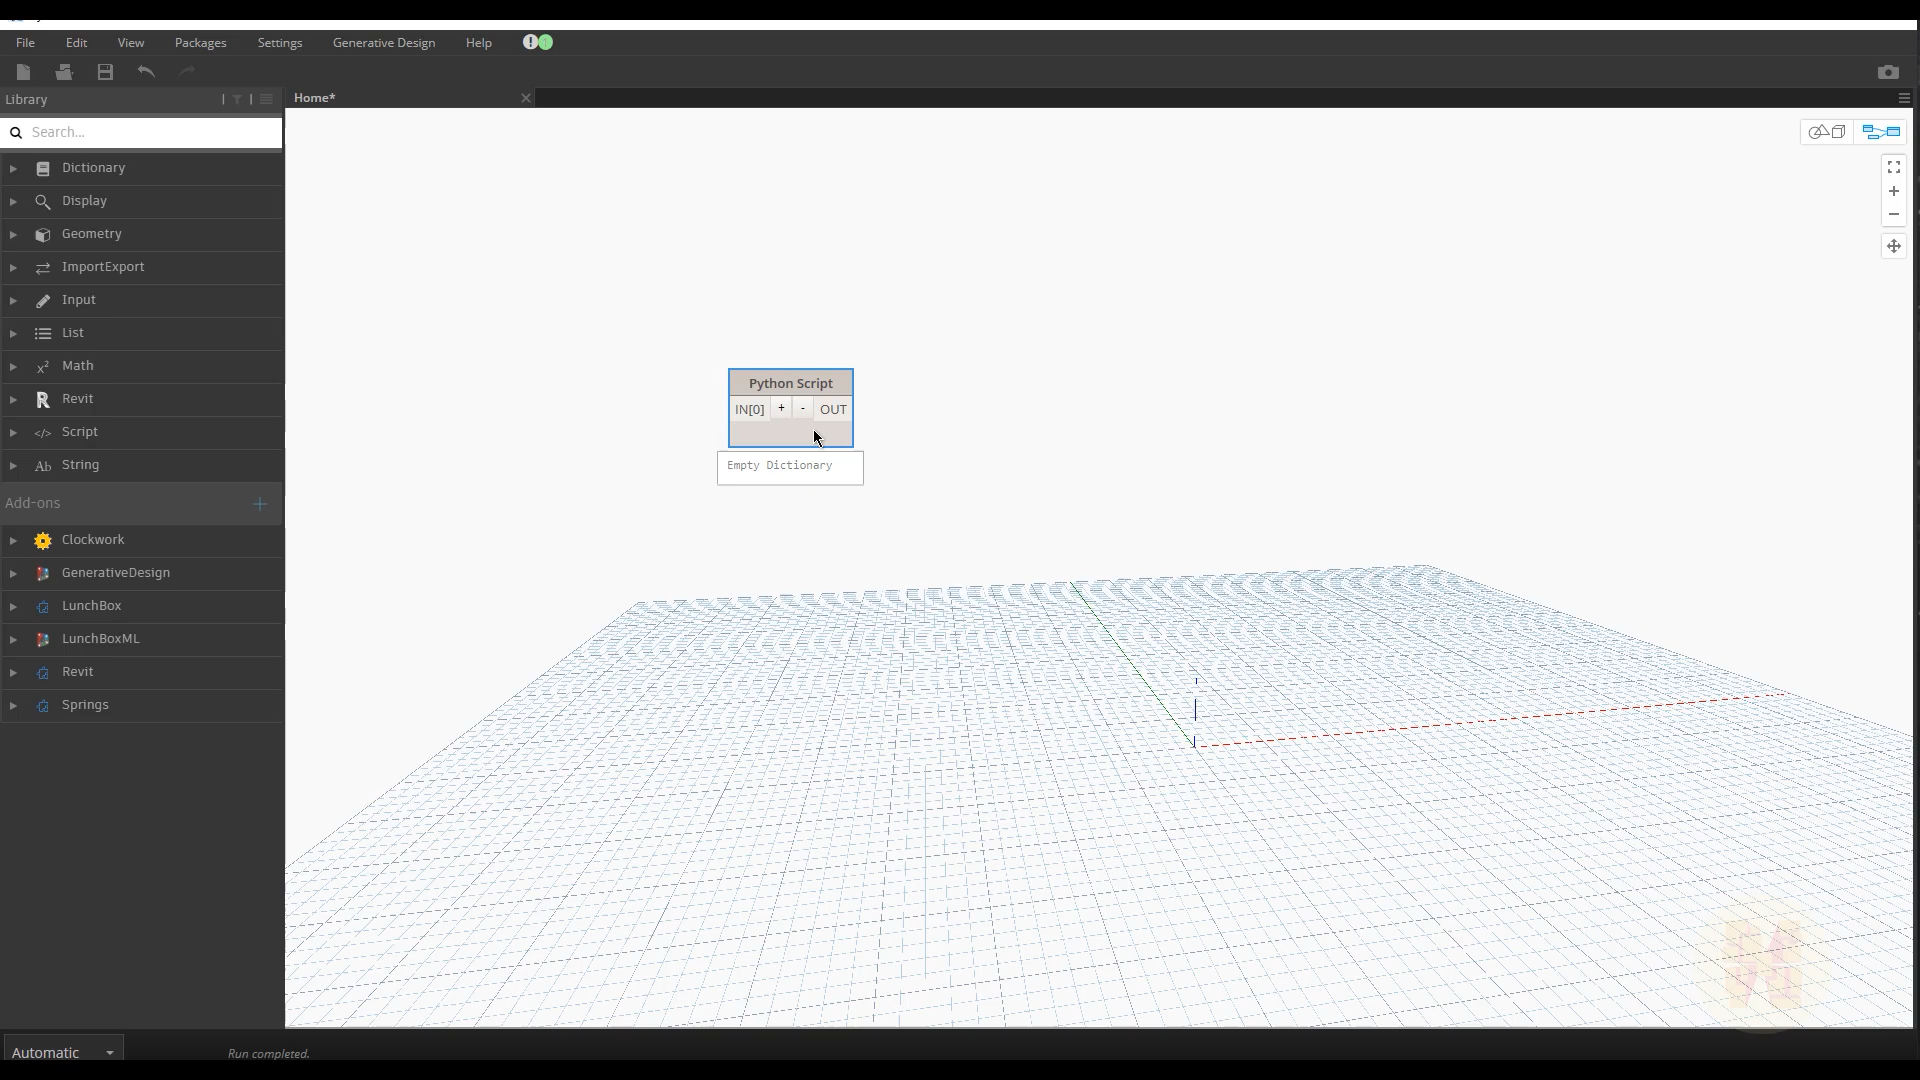 File Edit View Packages Settings Generative Design Help
Library
Home*
Search...
Dictionary
Display
Geometry
ImportExport
Input
List
Math
Revit
Script
String
Add-ons
Clockwork
GenerativeDesign
LunchBox
LunchBoxML
Revit
Springs
Python Script
IN[0] + - OUT
Empty Dictionary
Automatic
Run completed.